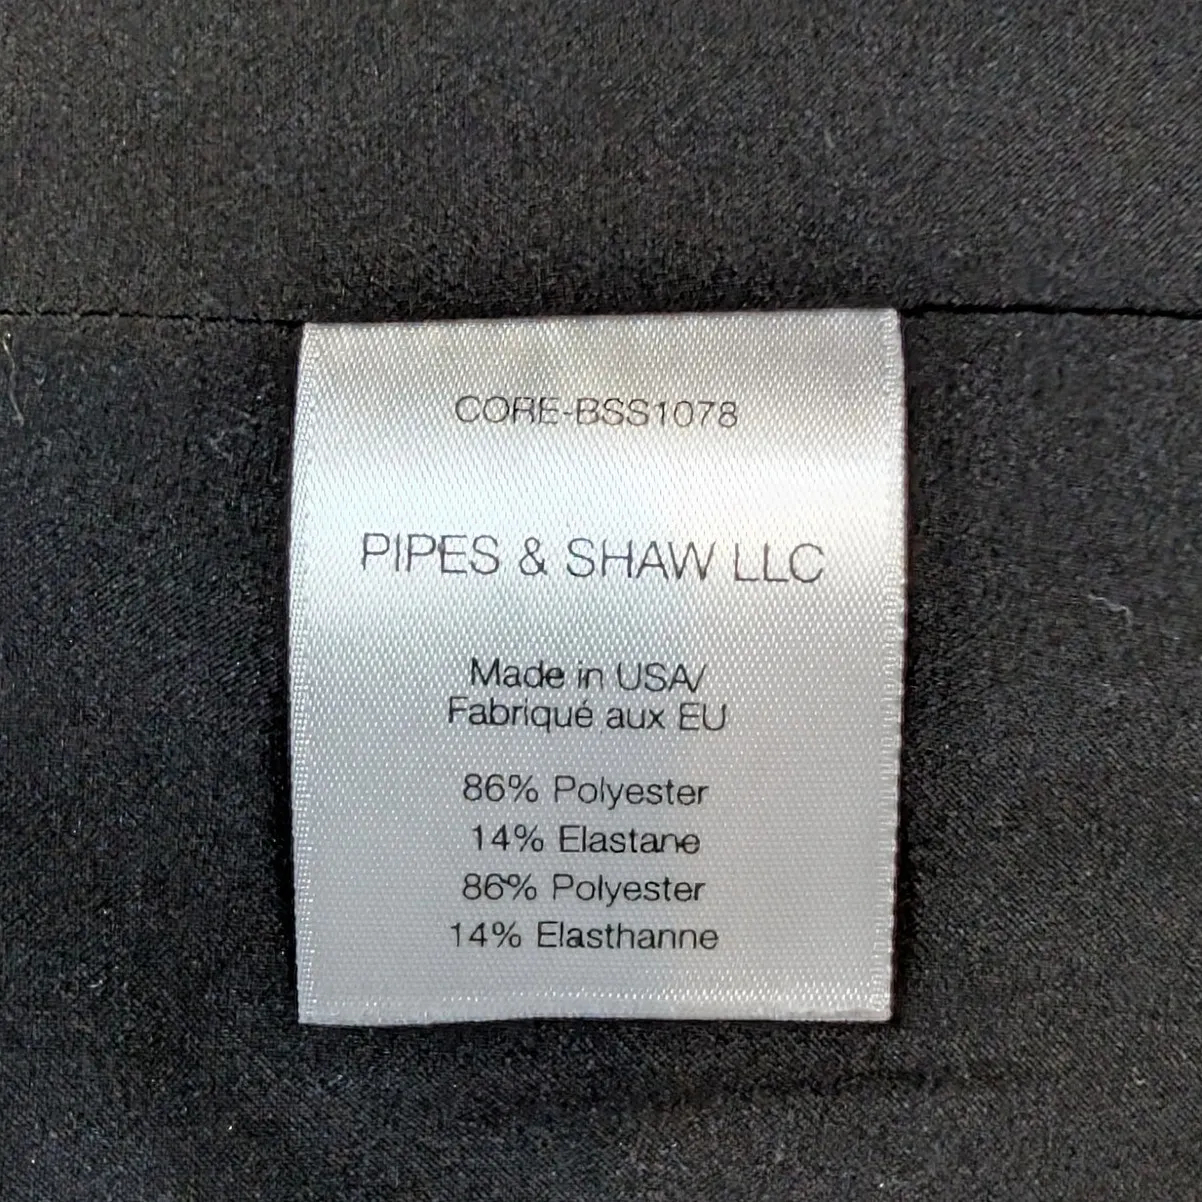 CORE-BSS1078
PIPES & SHAW LLC
Made in USA/
Fabriqué aux EU
86% Polyester
14% Elastane
86% Polyester
14% Elasthanne